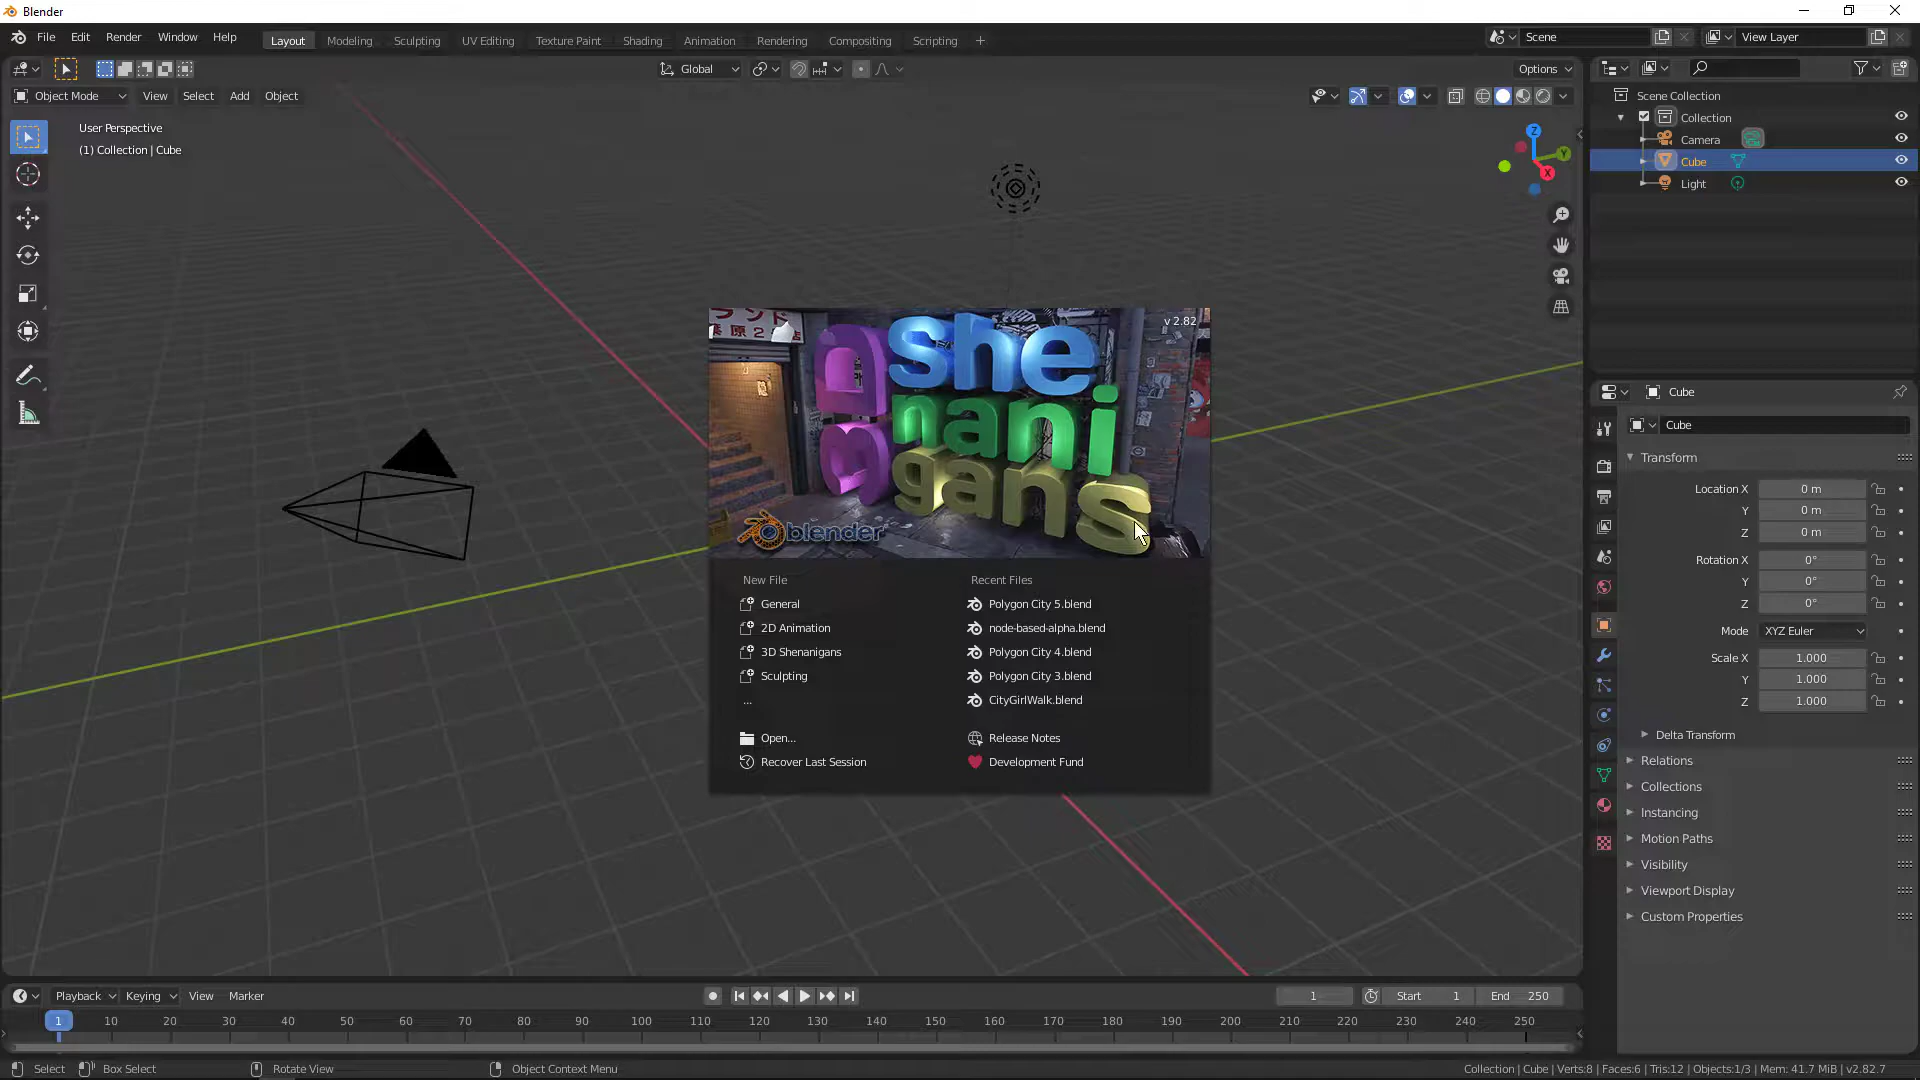 Blender
File Edit Render Window Help Layout Modeling Sculpting UV Editing Texture Paint Shading Animation Rendering Compositing Scripting + Scene View Layer
Global Options
Object Mode View Select Add Object
User Perspective
(1) Collection | Cube
Z
Y
X
Scene Collection
Collection
Camera
Cube
Light
v 2.82
she
nani
gans
blender
New File
General
2D Animation
3D Shenanigans
Sculpting
...
Open...
Recover Last Session
Recent Files
Polygon City 5.blend
node-based-alpha.blend
Polygon City 4.blend
Polygon City 3.blend
CityGirlWalk.blend
Release Notes
Development Fund
Cube
Cube
Transform
Location X 0 m
Y 0 m
Z 0 m
Rotation X 0°
Y 0°
Z 0°
Mode XYZ Euler
Scale X 1.000
Y 1.000
Z 1.000
Delta Transform
Relations
Collections
Instancing
Motion Paths
Visibility
Viewport Display
Custom Properties
Playback Keying View Marker 1 Start 1 End 250
1 10 20 30 40 50 60 70 80 90 100 110 120 130 140 150 160 170 180 190 200 210 220 230 240 250
Select Box Select Rotate View Object Context Menu Collection | Cube | Verts:8 | Faces:6 | Tris:12 | Objects:1/3 | Mem: 41.7 MiB | v2.82.7